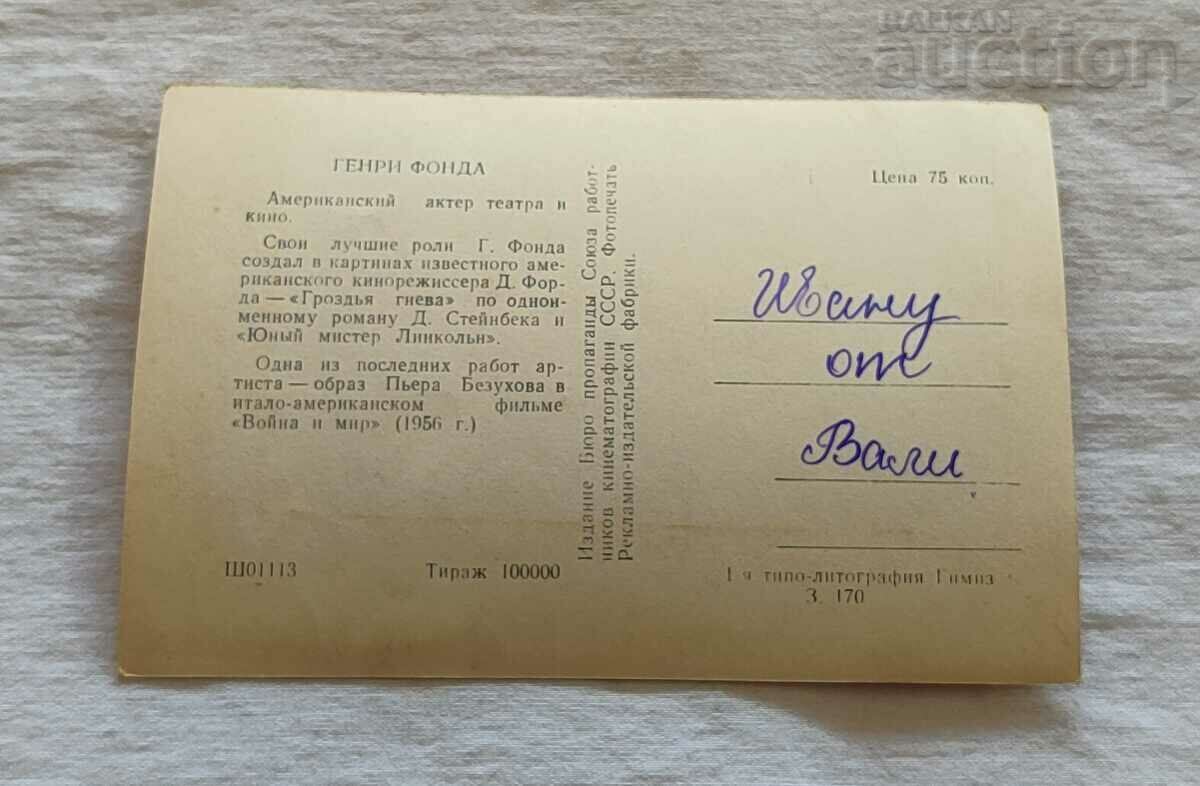 BALKAN
auction
ГЕНРИ ФОНДА
Американский актер театра и
кино.
Свои лучшие роли Г. Фонда
создал в картинах известного аме-
риканского кинорежиссера Д. Фор-
да — «Гроздья гнева» по однои-
менному роману Д. Стейнбека и
«Юный мистер Линкольн».
Одна из последних работ ар-
тиста — образ Пьера Безухова в
итало-американском фильме
«Война и мир» (1956 г.)
Ш01113
Тираж 100000
Издание Бюро пропаганды Союза работ-
ников кинематографии СССР. Фотопечать
Рекламно-издательской фабрики.
Цена 75 коп.
Ивану
от
Вали
1-я типо-литография Гимиз
З. 170